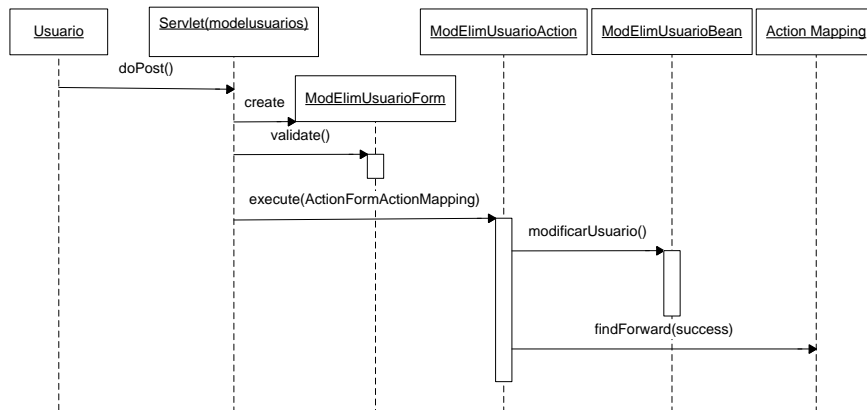 Usuario
Servlet(modelusuarios)
ModElimUsuarioAction
ModElimUsuarioBean
Action Mapping
doPost()
create
ModElimUsuarioForm
validate()
execute(ActionFormActionMapping)
modificarUsuario()
findForward(success)